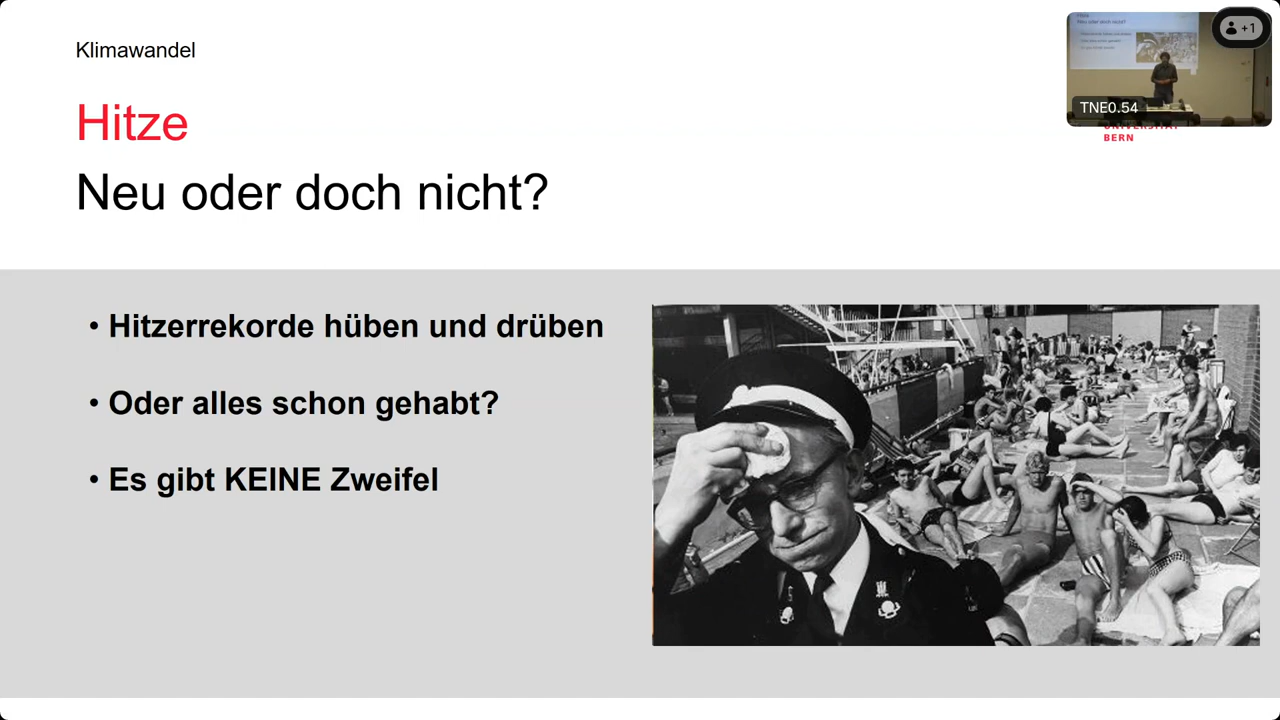 Klimawandel
Hitze
Neu oder doch nicht?
• Hitzerrekorde hüben und drüben
• Oder alles schon gehabt?
• Es gibt KEINE Zweifel
+1
TNE0.54
UNIVERSITÄT
BERN